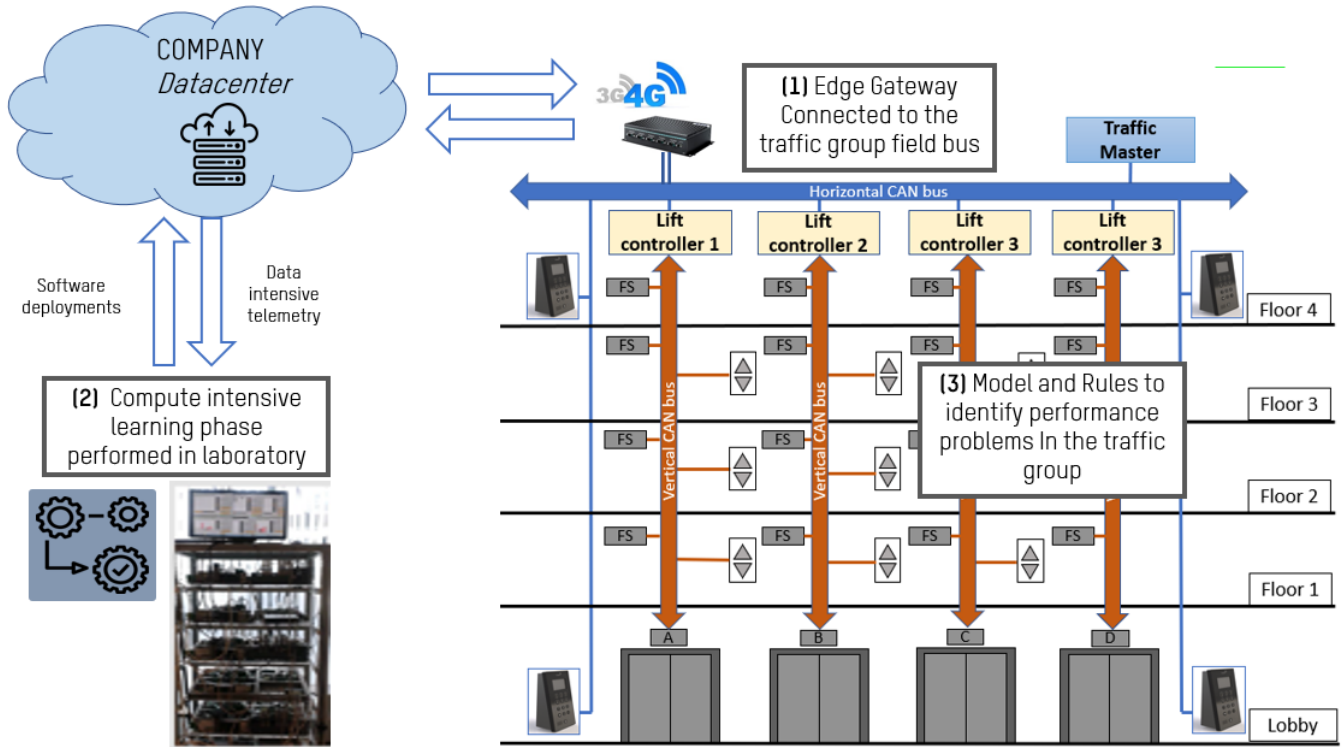 COMPANY
Datacenter
3G4G
(1) Edge Gateway
Connected to the
traffic group field bus
Traffic
Master
Horizontal CAN bus
Lift
controller 1
Lift
controller 2
Lift
controller 3
Lift
controller 3
Software
deployments
Data
intensive
telemetry
FS
FS
FS
FS
Floor 4
FS
FS
FS
FS
Floor 3
(2) Compute intensive
learning phase
performed in laboratory
(3) Model and Rules to
identify performance
problems In the traffic
group
Vertical CAN bus
Vertical CAN bus
FS
FS
Floor 2
FS
FS
FS
FS
Floor 1
A
B
C
D
Lobby